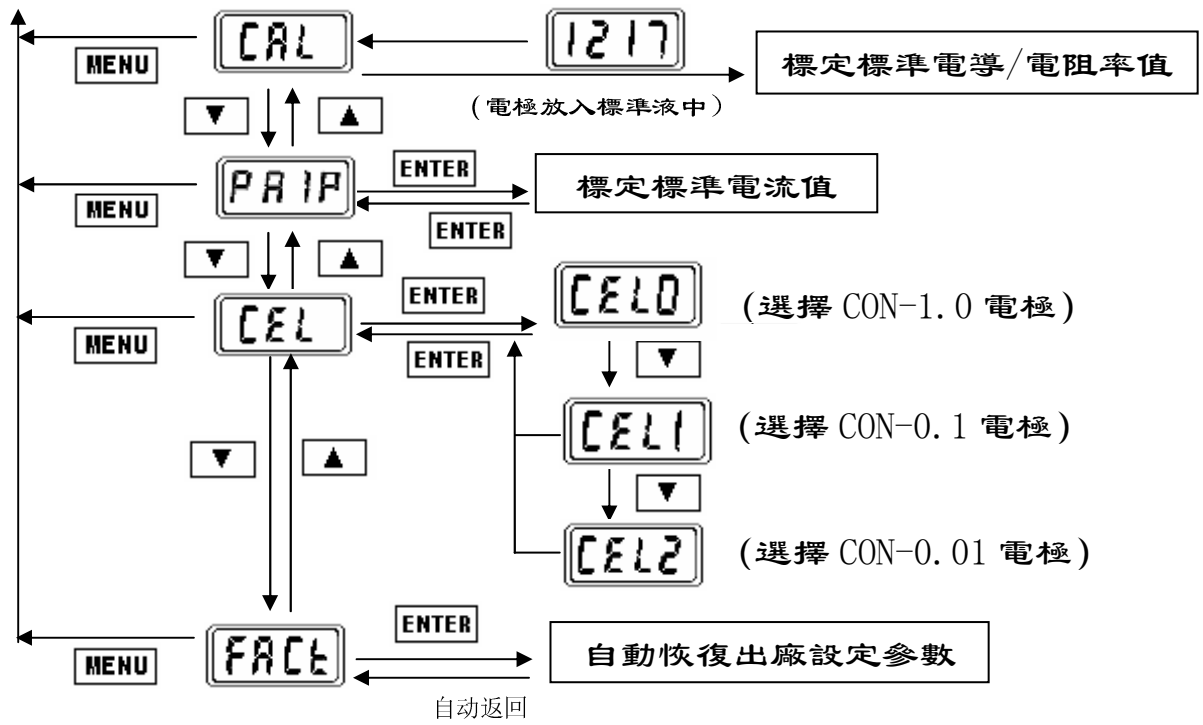 CAL
1217
MENU
標定標準電導/電阻率值
(電極放入標準液中)
▼ ▲
PA1P
ENTER
標定標準電流值
MENU
ENTER
▼ ▲
CEL
ENTER
CEL0
(選擇 CON-1.0 電極)
MENU
ENTER
▼
CEL1
(選擇 CON-0.1 電極)
▼ ▲
▼
CEL2
(選擇 CON-0.01 電極)
FACt
ENTER
自動恢復出廠設定參數
MENU
自动返回